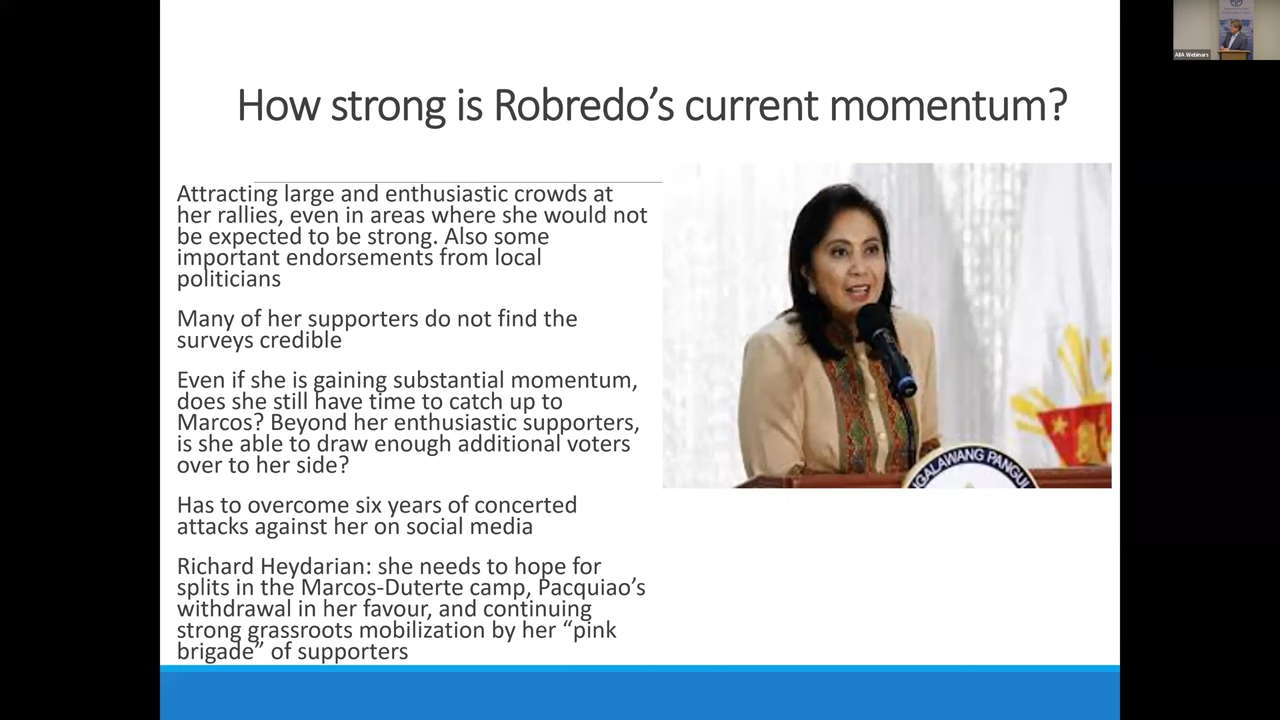 AIIA Webinars
How strong is Robredo’s current momentum?
Attracting large and enthusiastic crowds at
her rallies, even in areas where she would not
be expected to be strong. Also some
important endorsements from local
politicians
Many of her supporters do not find the
surveys credible
Even if she is gaining substantial momentum,
does she still have time to catch up to
Marcos? Beyond her enthusiastic supporters,
is she able to draw enough additional voters
over to her side?
Has to overcome six years of concerted
attacks against her on social media
Richard Heydarian: she needs to hope for
splits in the Marcos-Duterte camp, Pacquiao’s
withdrawal in her favour, and continuing
strong grassroots mobilization by her “pink
brigade” of supporters